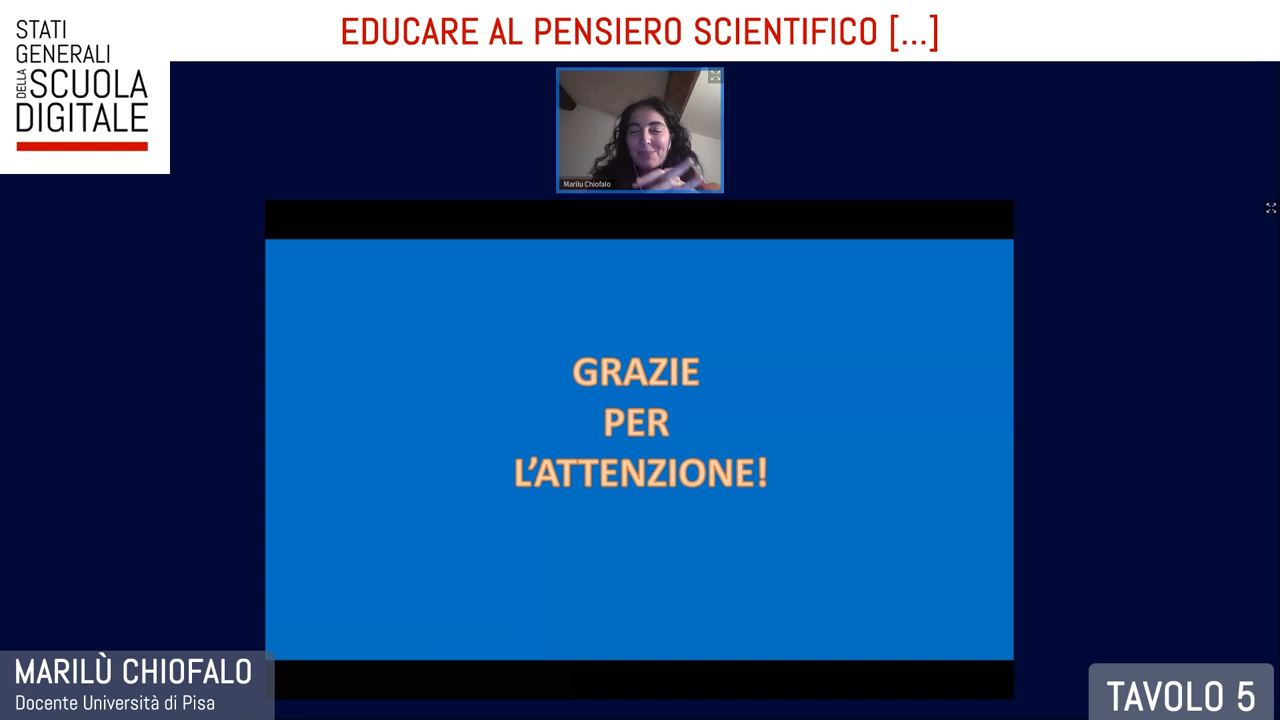 STATI
GENERALI
DELLA SCUOLA
DIGITALE
EDUCARE AL PENSIERO SCIENTIFICO [...]
Marilu Chiofalo
GRAZIE
PER
L'ATTENZIONE!
MARILÙ CHIOFALO
Docente Università di Pisa
TAVOLO 5